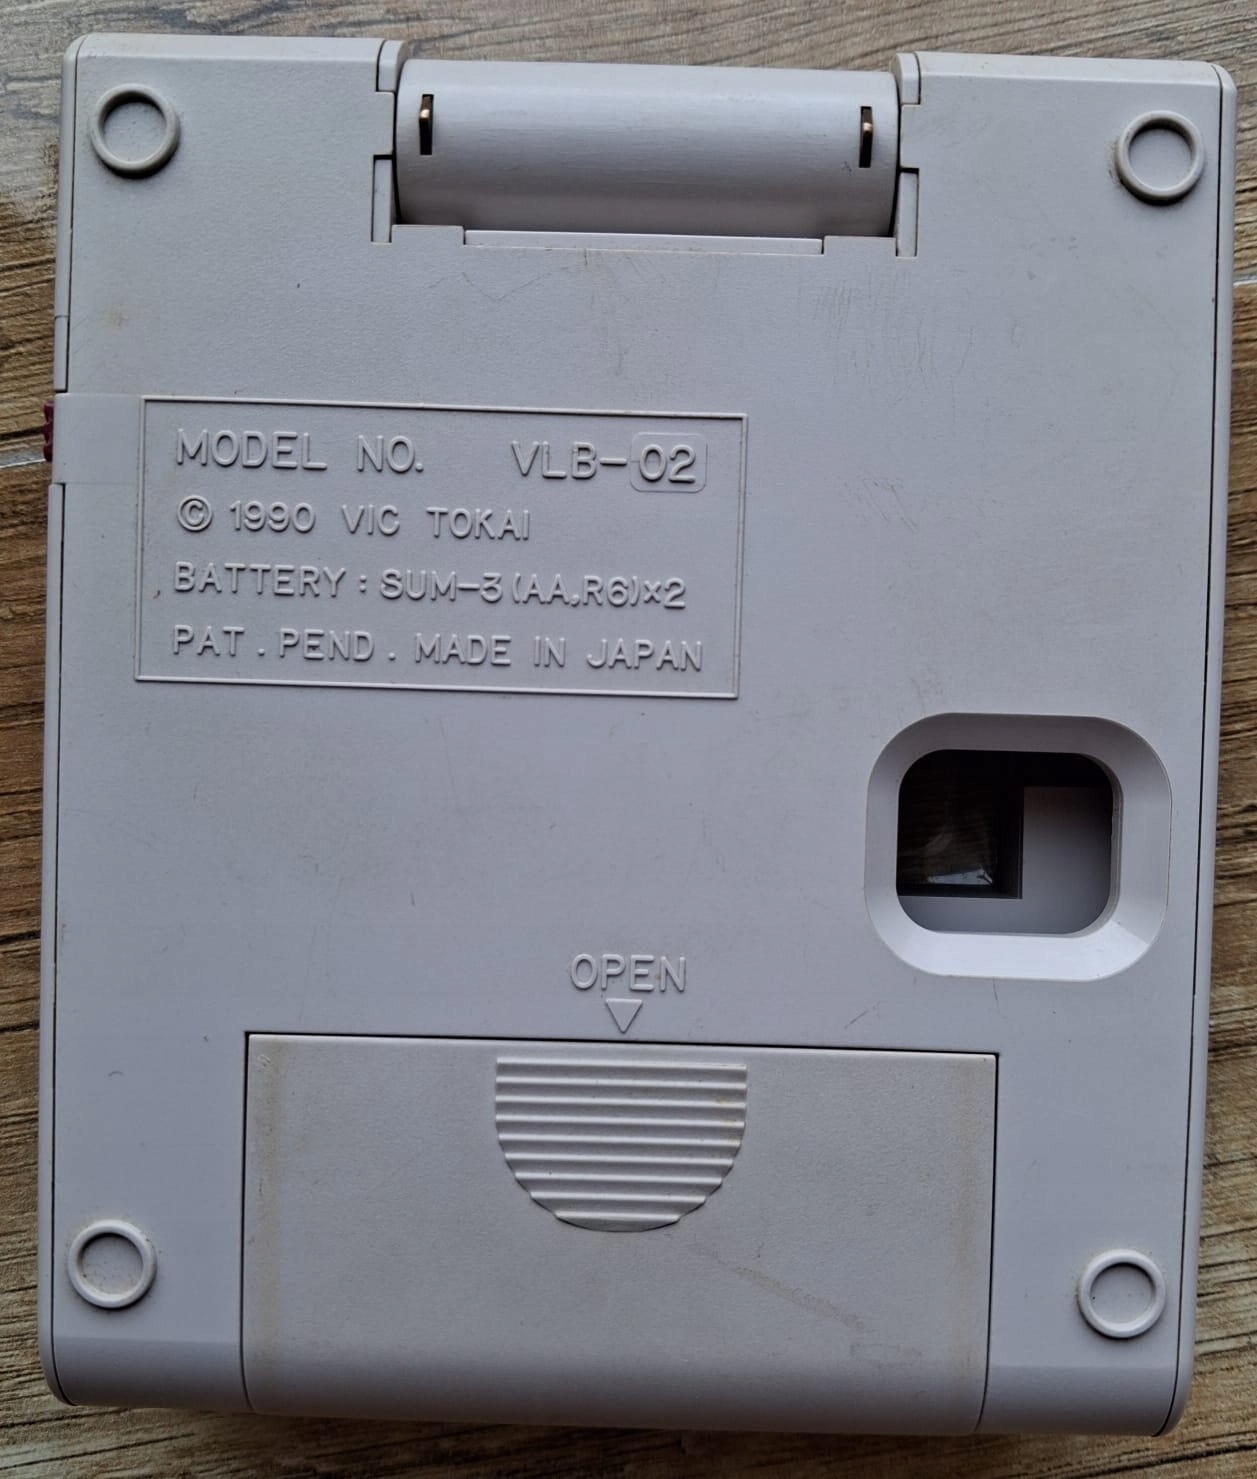 MODEL NO. VLB-02
© 1990 VIC TOKAI
BATTERY : SUM-3 (AA,R6)×2
PAT . PEND . MADE IN JAPAN
OPEN